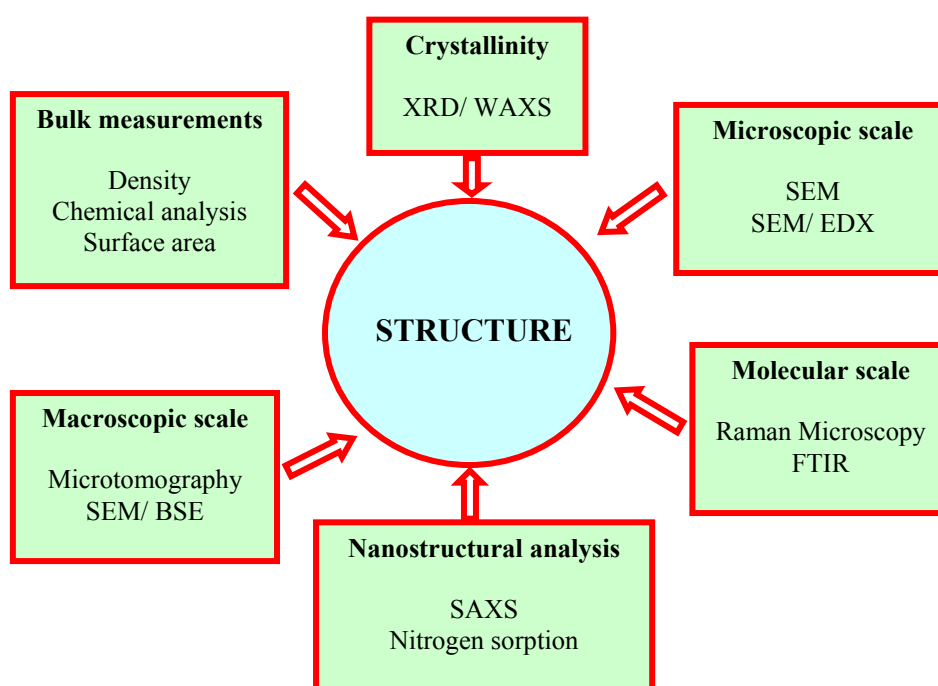 Crystallinity
XRD/ WAXS
Bulk measurements
Density
Chemical analysis
Surface area
Microscopic scale
SEM
SEM/ EDX
STRUCTURE
Macroscopic scale
Microtomography
SEM/ BSE
Molecular scale
Raman Microscopy
FTIR
Nanostructural analysis
SAXS
Nitrogen sorption